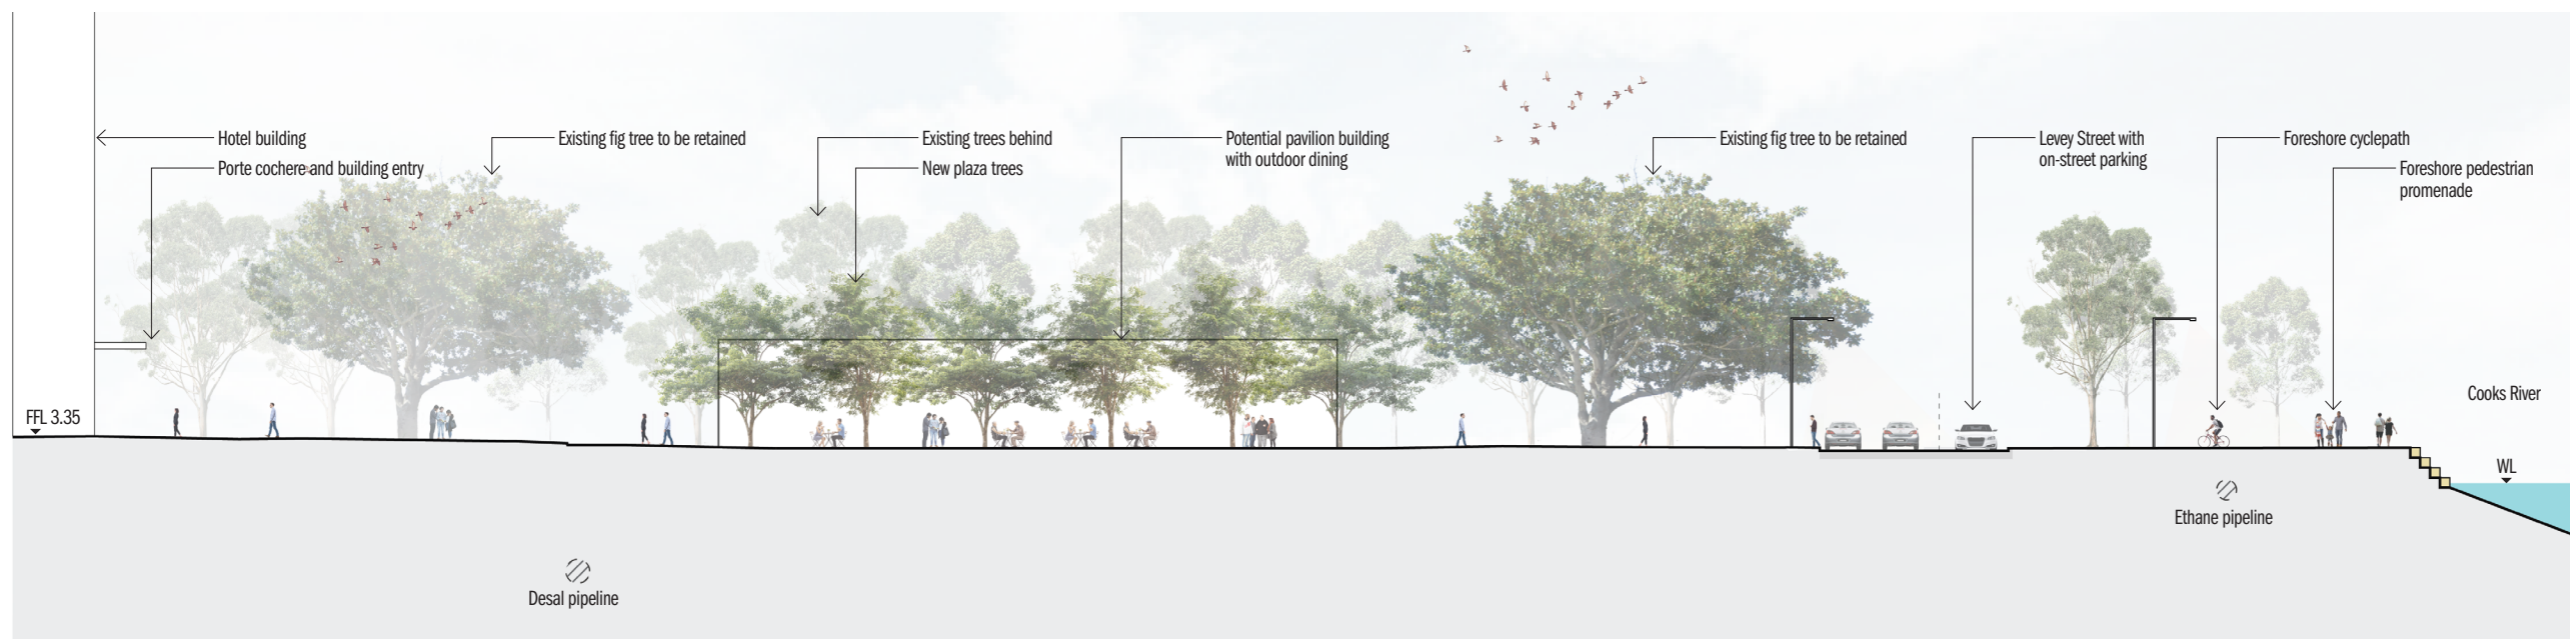 Hotel building
Porte cochere and building entry
Existing fig tree to be retained
Existing trees behind
New plaza trees
Potential pavilion building
with outdoor dining
Existing fig tree to be retained
Levey Street with
on-street parking
Foreshore cyclepath
Foreshore pedestrian
promenade
FFL 3.35
Cooks River
WL
Ethane pipeline
Desal pipeline